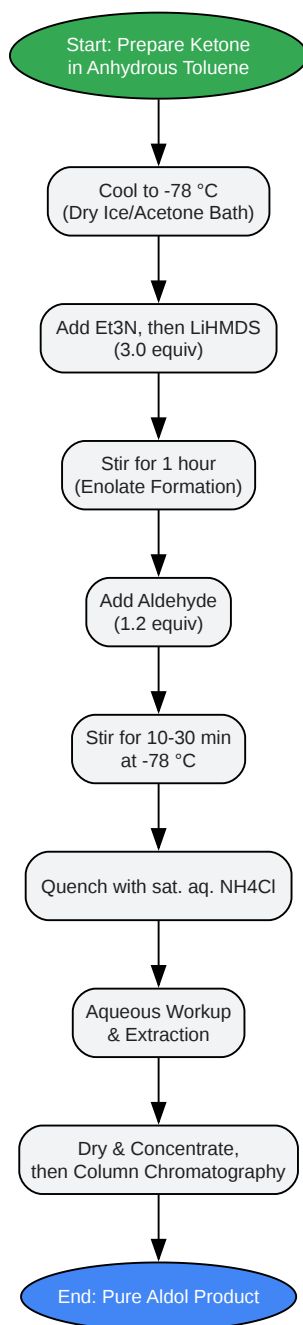 Start: Prepare Ketone
in Anhydrous Toluene
Cool to -78 °C
(Dry Ice/Acetone Bath)
Add Et3N, then LiHMDS
(3.0 equiv)
Stir for 1 hour
(Enolate Formation)
Add Aldehyde
(1.2 equiv)
Stir for 10-30 min
at -78 °C
Quench with sat. aq. NH4Cl
Aqueous Workup
& Extraction
Dry & Concentrate,
then Column Chromatography
End: Pure Aldol Product